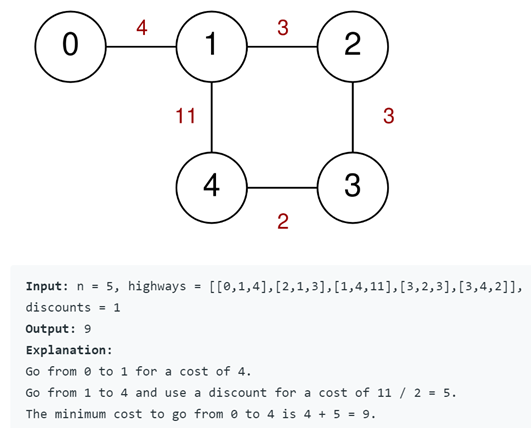 0 4 1 3 2
11 3
4 3
2
Input: n = 5, highways = [[0,1,4],[2,1,3],[1,4,11],[3,2,3],[3,4,2]],
discounts = 1
Output: 9
Explanation:
Go from 0 to 1 for a cost of 4.
Go from 1 to 4 and use a discount for a cost of 11 / 2 = 5.
The minimum cost to go from 0 to 4 is 4 + 5 = 9.